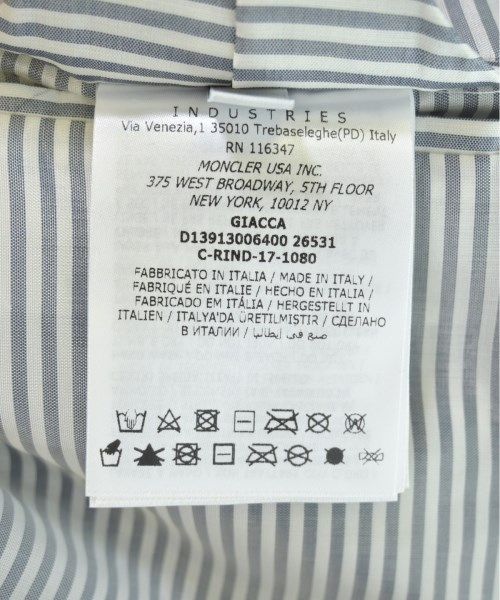 INDUSTRIES
Via Venezia,1 35010 Trebaseleghe(PD) Italy
RN 116347
MONCLER USA INC.
375 WEST BROADWAY, 5TH FLOOR
NEW YORK, 10012 NY
GIACCA
D13913006400 26531
C-RIND-17-1080
FABBRICATO IN ITALIA / MADE IN ITALY /
FABRIQUÉ EN ITALIE / HECHO EN ITALIA /
FABRICADO EM ITÁLIA / HERGESTELLT IN
ITALIEN / ITALYA'DA ÜRETILMISTIR / СДЕЛАНО
В ИТАЛИИ / صنع في إيطاليا